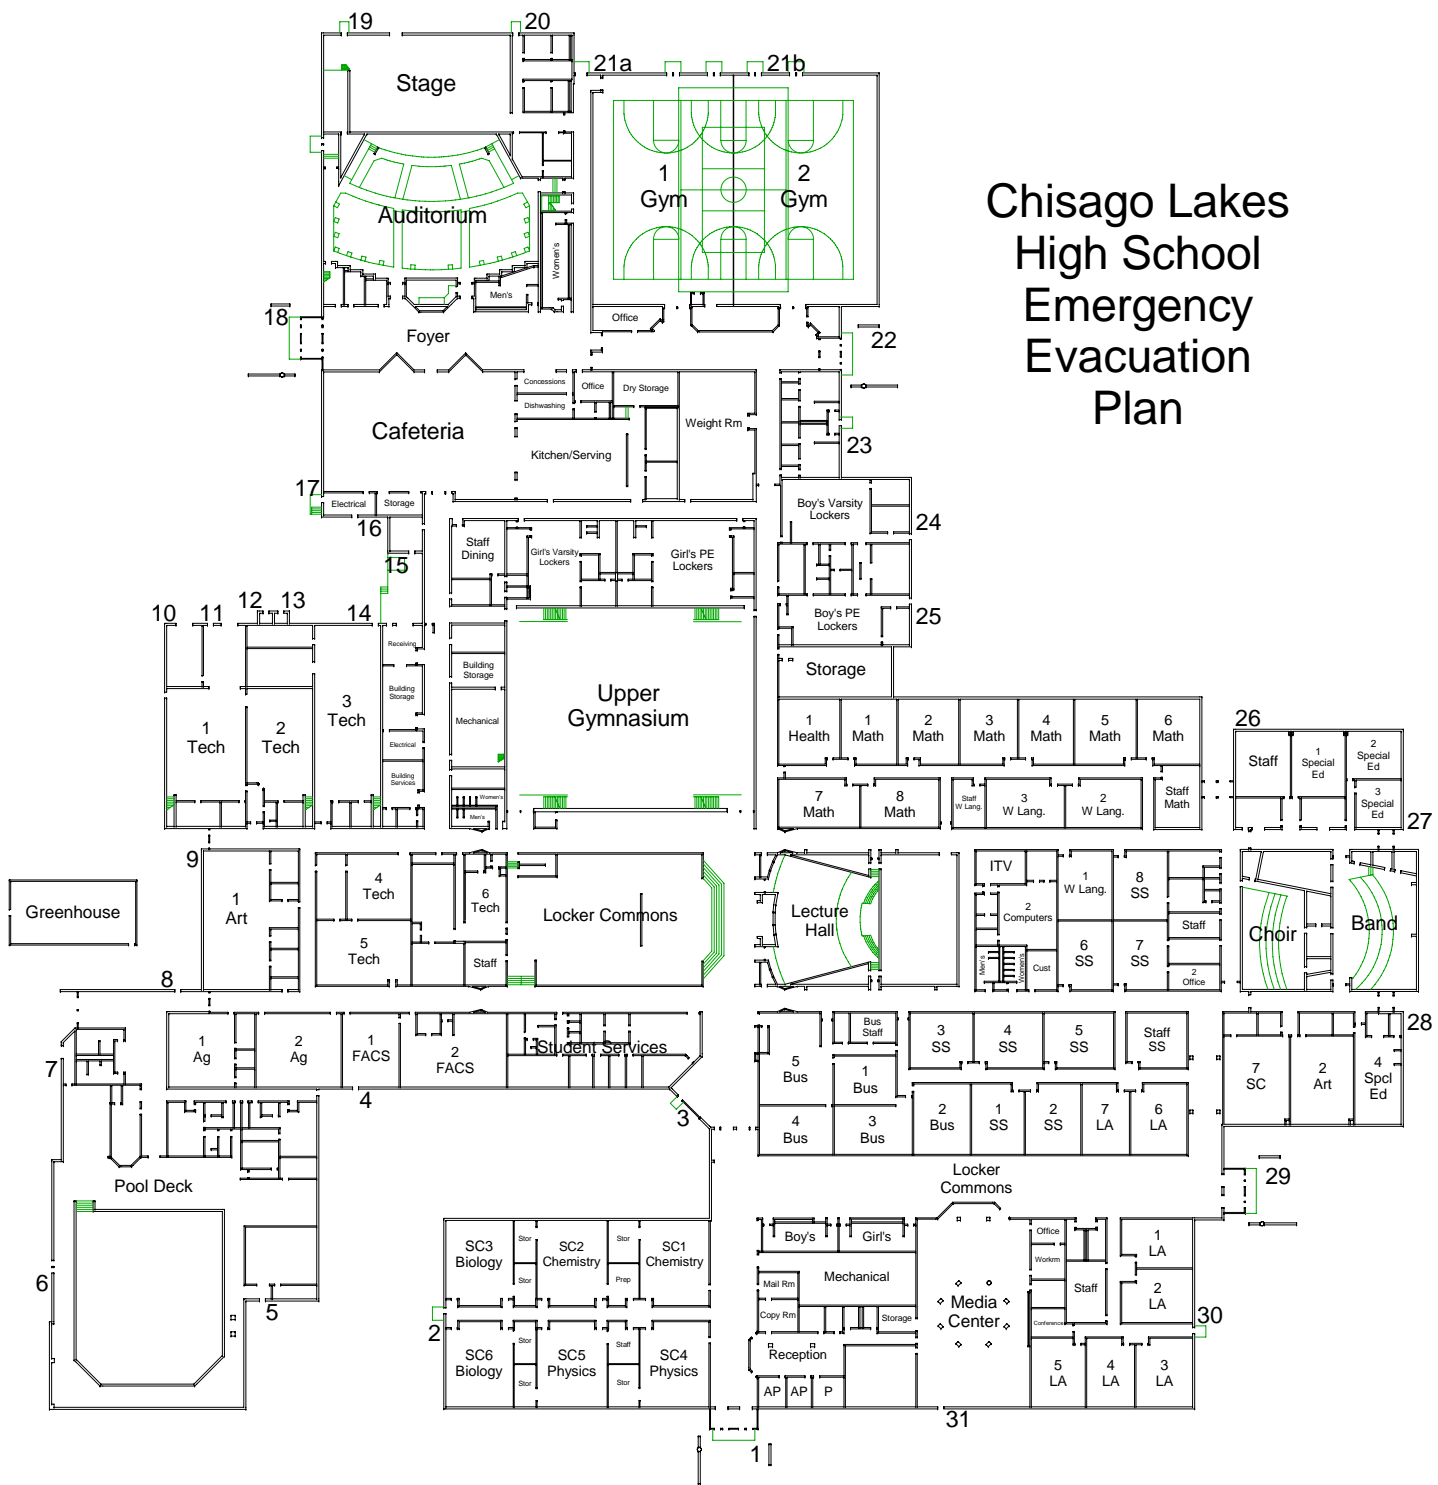 19
20
21a
21b
Stage
1
Gym
2
Gym
Auditorium
Women's
Men's
Chisago Lakes
High School
Emergency
Evacuation
Plan
18
Foyer
Office
22
Concessions
Office
Dry Storage
Dishwashing
Cafeteria
Weight Rm
Kitchen/Serving
23
17
Electrical
Storage
16
Boy's Varsity
Lockers
24
Staff
Dining
Girl's Varsity
Lockers
Girl's PE
Lockers
15
10
11
12
13
14
Boy's PE
Lockers
25
Receiving
Building
Storage
Storage
Building
Storage
Upper
Gymnasium
Mechanical
1
Tech
2
Tech
3
Tech
Electrical
Building
Services
Women's
Men's
1
Health
1
Math
2
Math
3
Math
4
Math
5
Math
6
Math
26
Staff
1
Special
Ed
2
Special
Ed
3
Special
Ed
7
Math
8
Math
Staff
W Lang.
3
W Lang.
2
W Lang.
Staff
Math
27
9
Greenhouse
1
Art
4
Tech
5
Tech
6
Tech
Staff
Locker Commons
Lecture
Hall
ITV
2
Computers
1
W Lang.
8
SS
Staff
Men's
Women's
Cust
6
SS
7
SS
2
Office
Choir
Band
8
28
7
1
Ag
2
Ag
1
FACS
2
FACS
Student Services
5
Bus
Bus
Staff
1
Bus
3
SS
4
SS
5
SS
Staff
SS
7
SC
2
Art
4
Spcl
Ed
4
3
4
Bus
3
Bus
2
Bus
1
SS
2
SS
7
LA
6
LA
Pool Deck
Locker
Commons
29
SC3
Biology
Stor
Stor
SC2
Chemistry
Stor
Prep
SC1
Chemistry
Boy's
Girl's
Mechanical
Mail Rm
Copy Rm
Storage
Media
Center
Office
Workrm
Staff
Conference
1
LA
2
LA
6
5
2
30
SC6
Biology
Stor
Stor
SC5
Physics
Staff
Stor
SC4
Physics
Reception
AP
AP
P
5
LA
4
LA
3
LA
31
1